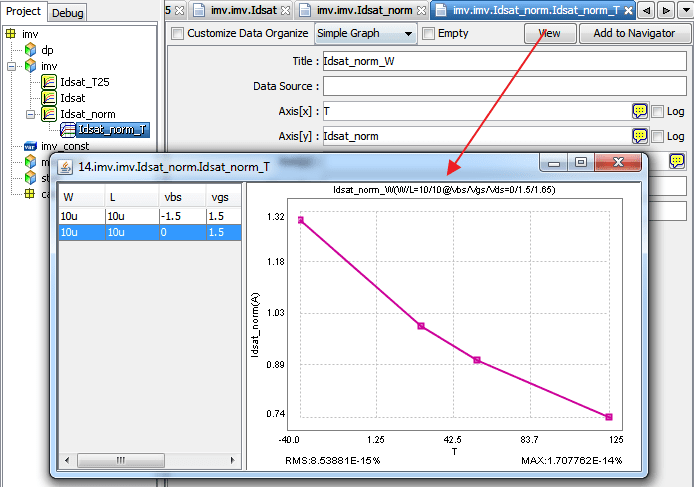 Project
Debug
imv
dp
imv
Idsat_T25
Idsat
Idsat_norm
Idsat_norm_T
imv_const
m
st
ca
5
imv.imv.Idsat
imv.imv.Idsat_norm
imv.imv.Idsat_norm.Idsat_norm_T
Customize Data Organize
Simple Graph
Empty
View
Add to Navigator
Title :
Idsat_norm_W
Data Source :
Axis[x] :
T
Log
Axis[y] :
Idsat_norm
Log
14.imv.imv.Idsat_norm.Idsat_norm_T
W L vbs vgs
10u 10u -1.5 1.5
10u 10u 0 1.5
Idsat_norm_W(W/L=10/10@Vbs/Vgs/Vds=0/1.5/1.65)
1.32
1.18
1.03
0.89
0.74
Idsat_norm(A)
-40.0 1.25 42.5 83.7 125
T
RMS:8.53881E-15%
MAX:1.707762E-14%